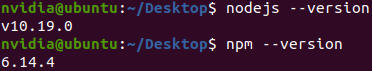 nvidia@ubuntu:~/Desktop$ nodejs --version
v10.19.0
nvidia@ubuntu:~/Desktop$ npm --version
6.14.4